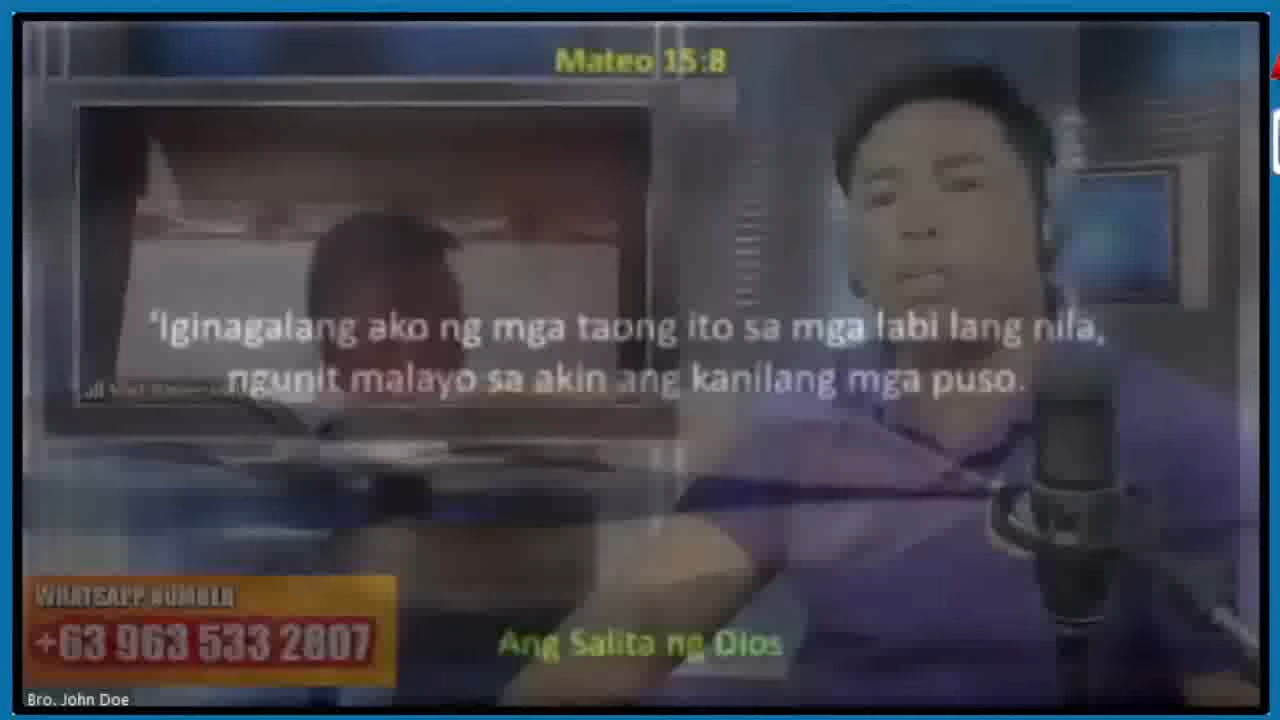 Mateo 15:8
"Iginagalang ako ng mga taong ito sa mga labi lang nila,
ngunit malayo sa akin ang kanilang mga puso.
WHATSAPP NUMBER
+63 963 533 2807
Ang Salita ng Dios
Bro. John Doe